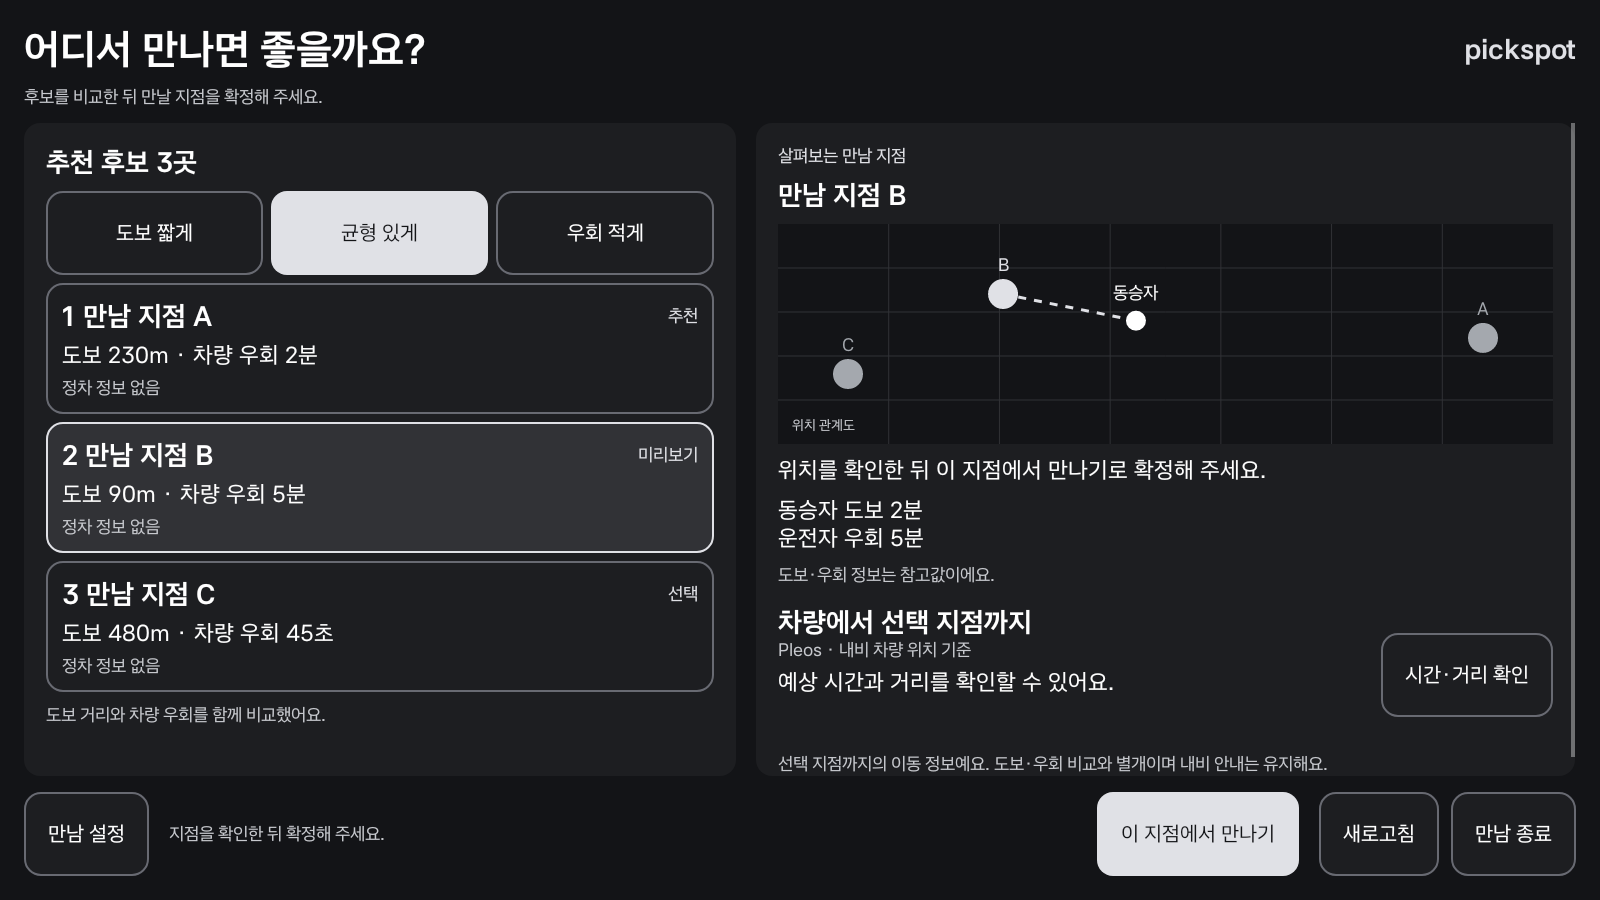 어디서 만나면 좋을까요?
pickspot
후보를 비교한 뒤 만날 지점을 확정해 주세요.
추천 후보 3곳
도보 짧게
균형 있게
우회 적게
1 만남 지점 A
추천
도보 230m · 차량 우회 2분
정차 정보 없음
2 만남 지점 B
미리보기
도보 90m · 차량 우회 5분
정차 정보 없음
3 만남 지점 C
선택
도보 480m · 차량 우회 45초
정차 정보 없음
도보 거리와 차량 우회를 함께 비교했어요.
살펴보는 만남 지점
만남 지점 B
B
동승자
A
C
위치 관계도
위치를 확인한 뒤 이 지점에서 만나기로 확정해 주세요.
동승자 도보 2분
운전자 우회 5분
도보·우회 정보는 참고값이에요.
차량에서 선택 지점까지
Pleos · 내비 차량 위치 기준
예상 시간과 거리를 확인할 수 있어요.
시간·거리 확인
선택 지점까지의 이동 정보예요. 도보·우회 비교와 별개이며 내비 안내는 유지해요.
만남 설정
지점을 확인한 뒤 확정해 주세요.
이 지점에서 만나기
새로고침
만남 종료